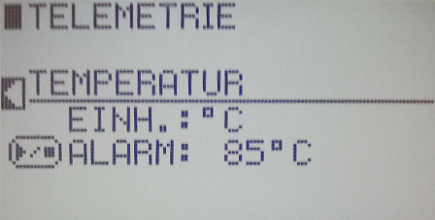 TELEMETRIE
TEMPERATUR
EINH.:°C
ALARM: 85°C